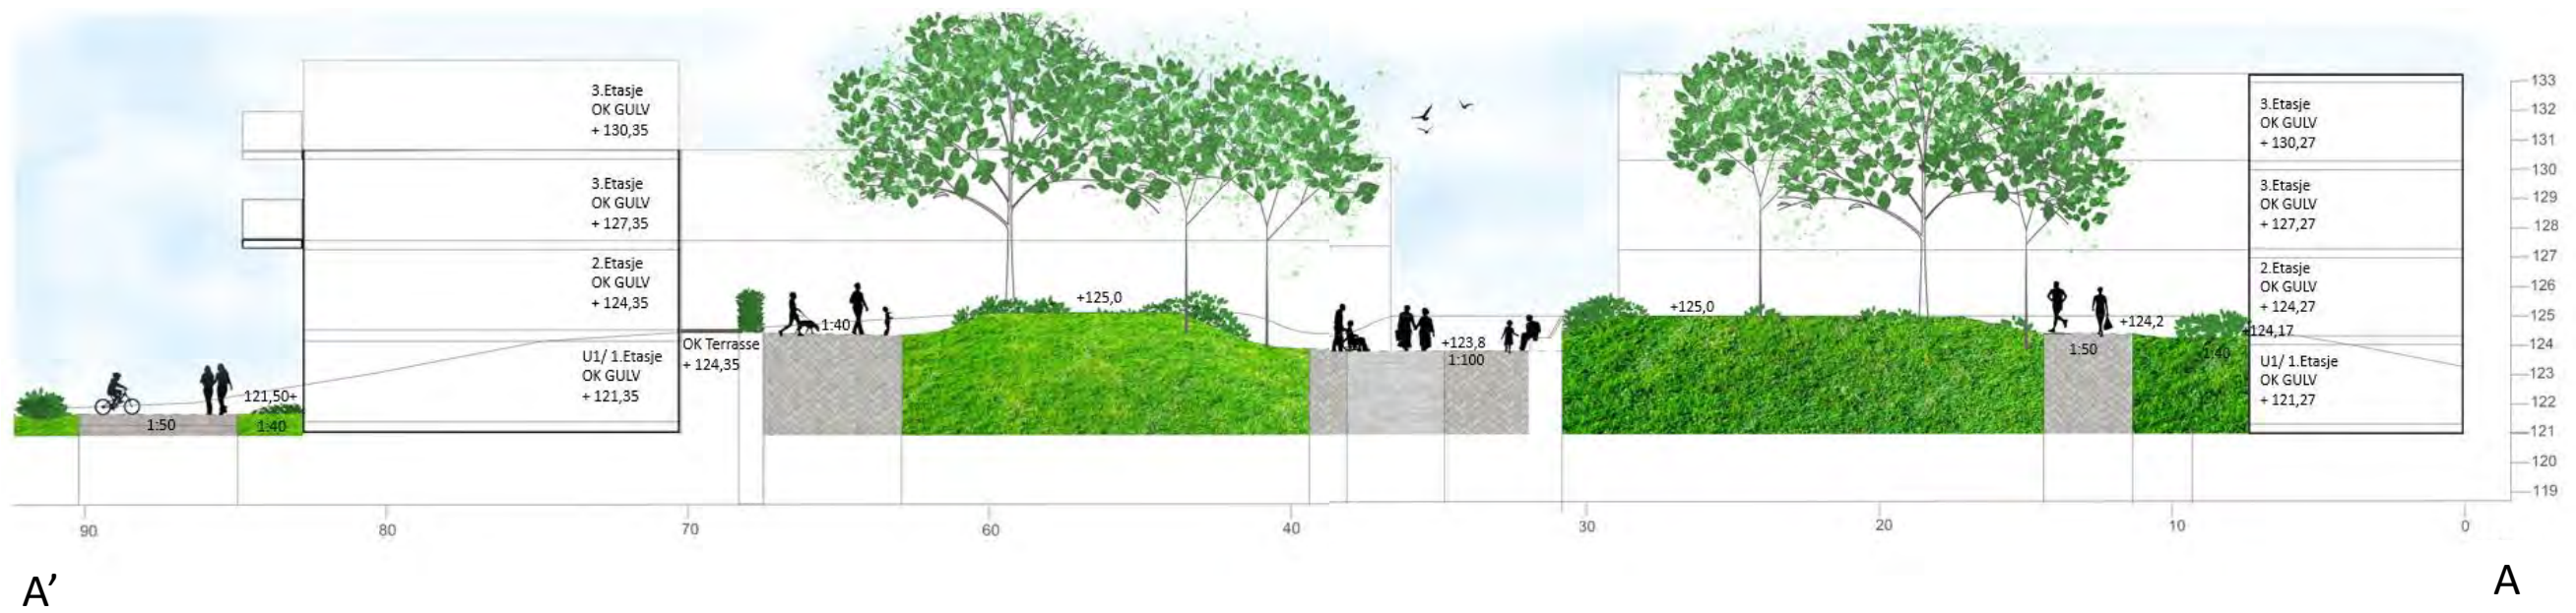 3.Etasje
OK GULV
+ 130,35
3.Etasje
OK GULV
+ 127,35
2.Etasje
OK GULV
+ 124,35
U1/ 1.Etasje
OK GULV
+ 121,35
121,50+
1:50
1:40
OK Terrasse
+ 124,35
1:40
+125,0
+123,8
1:100
+125,0
1:50
+124,2
+124,17
1:40
3.Etasje
OK GULV
+ 130,27
3.Etasje
OK GULV
+ 127,27
2.Etasje
OK GULV
+ 124,27
U1/ 1.Etasje
OK GULV
+ 121,27
133
132
131
130
129
128
127
126
125
124
123
122
121
120
119
90 80 70 60 40 30 20 10 0
A’ A